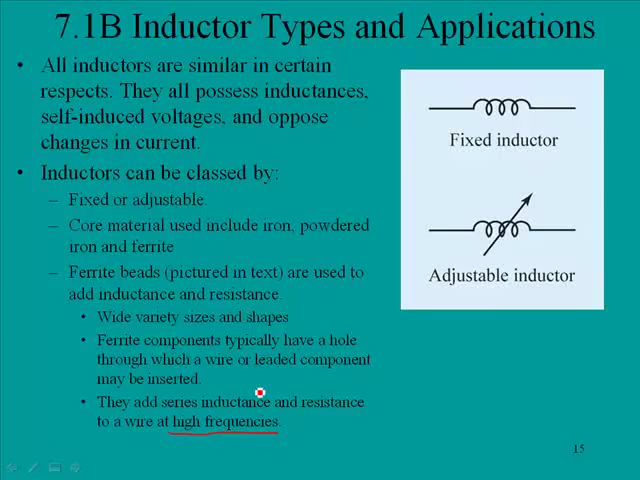 7.1B Inductor Types and Applications
• All inductors are similar in certain
respects. They all possess inductances,
self-induced voltages, and oppose
changes in current.
• Inductors can be classed by:
– Fixed or adjustable.
– Core material used include iron, powdered
iron and ferrite
– Ferrite beads (pictured in text) are used to
add inductance and resistance.
• Wide variety sizes and shapes
• Ferrite components typically have a hole
through which a wire or leaded component
may be inserted.
• They add series inductance and resistance
to a wire at high frequencies.
Fixed inductor
Adjustable inductor
15